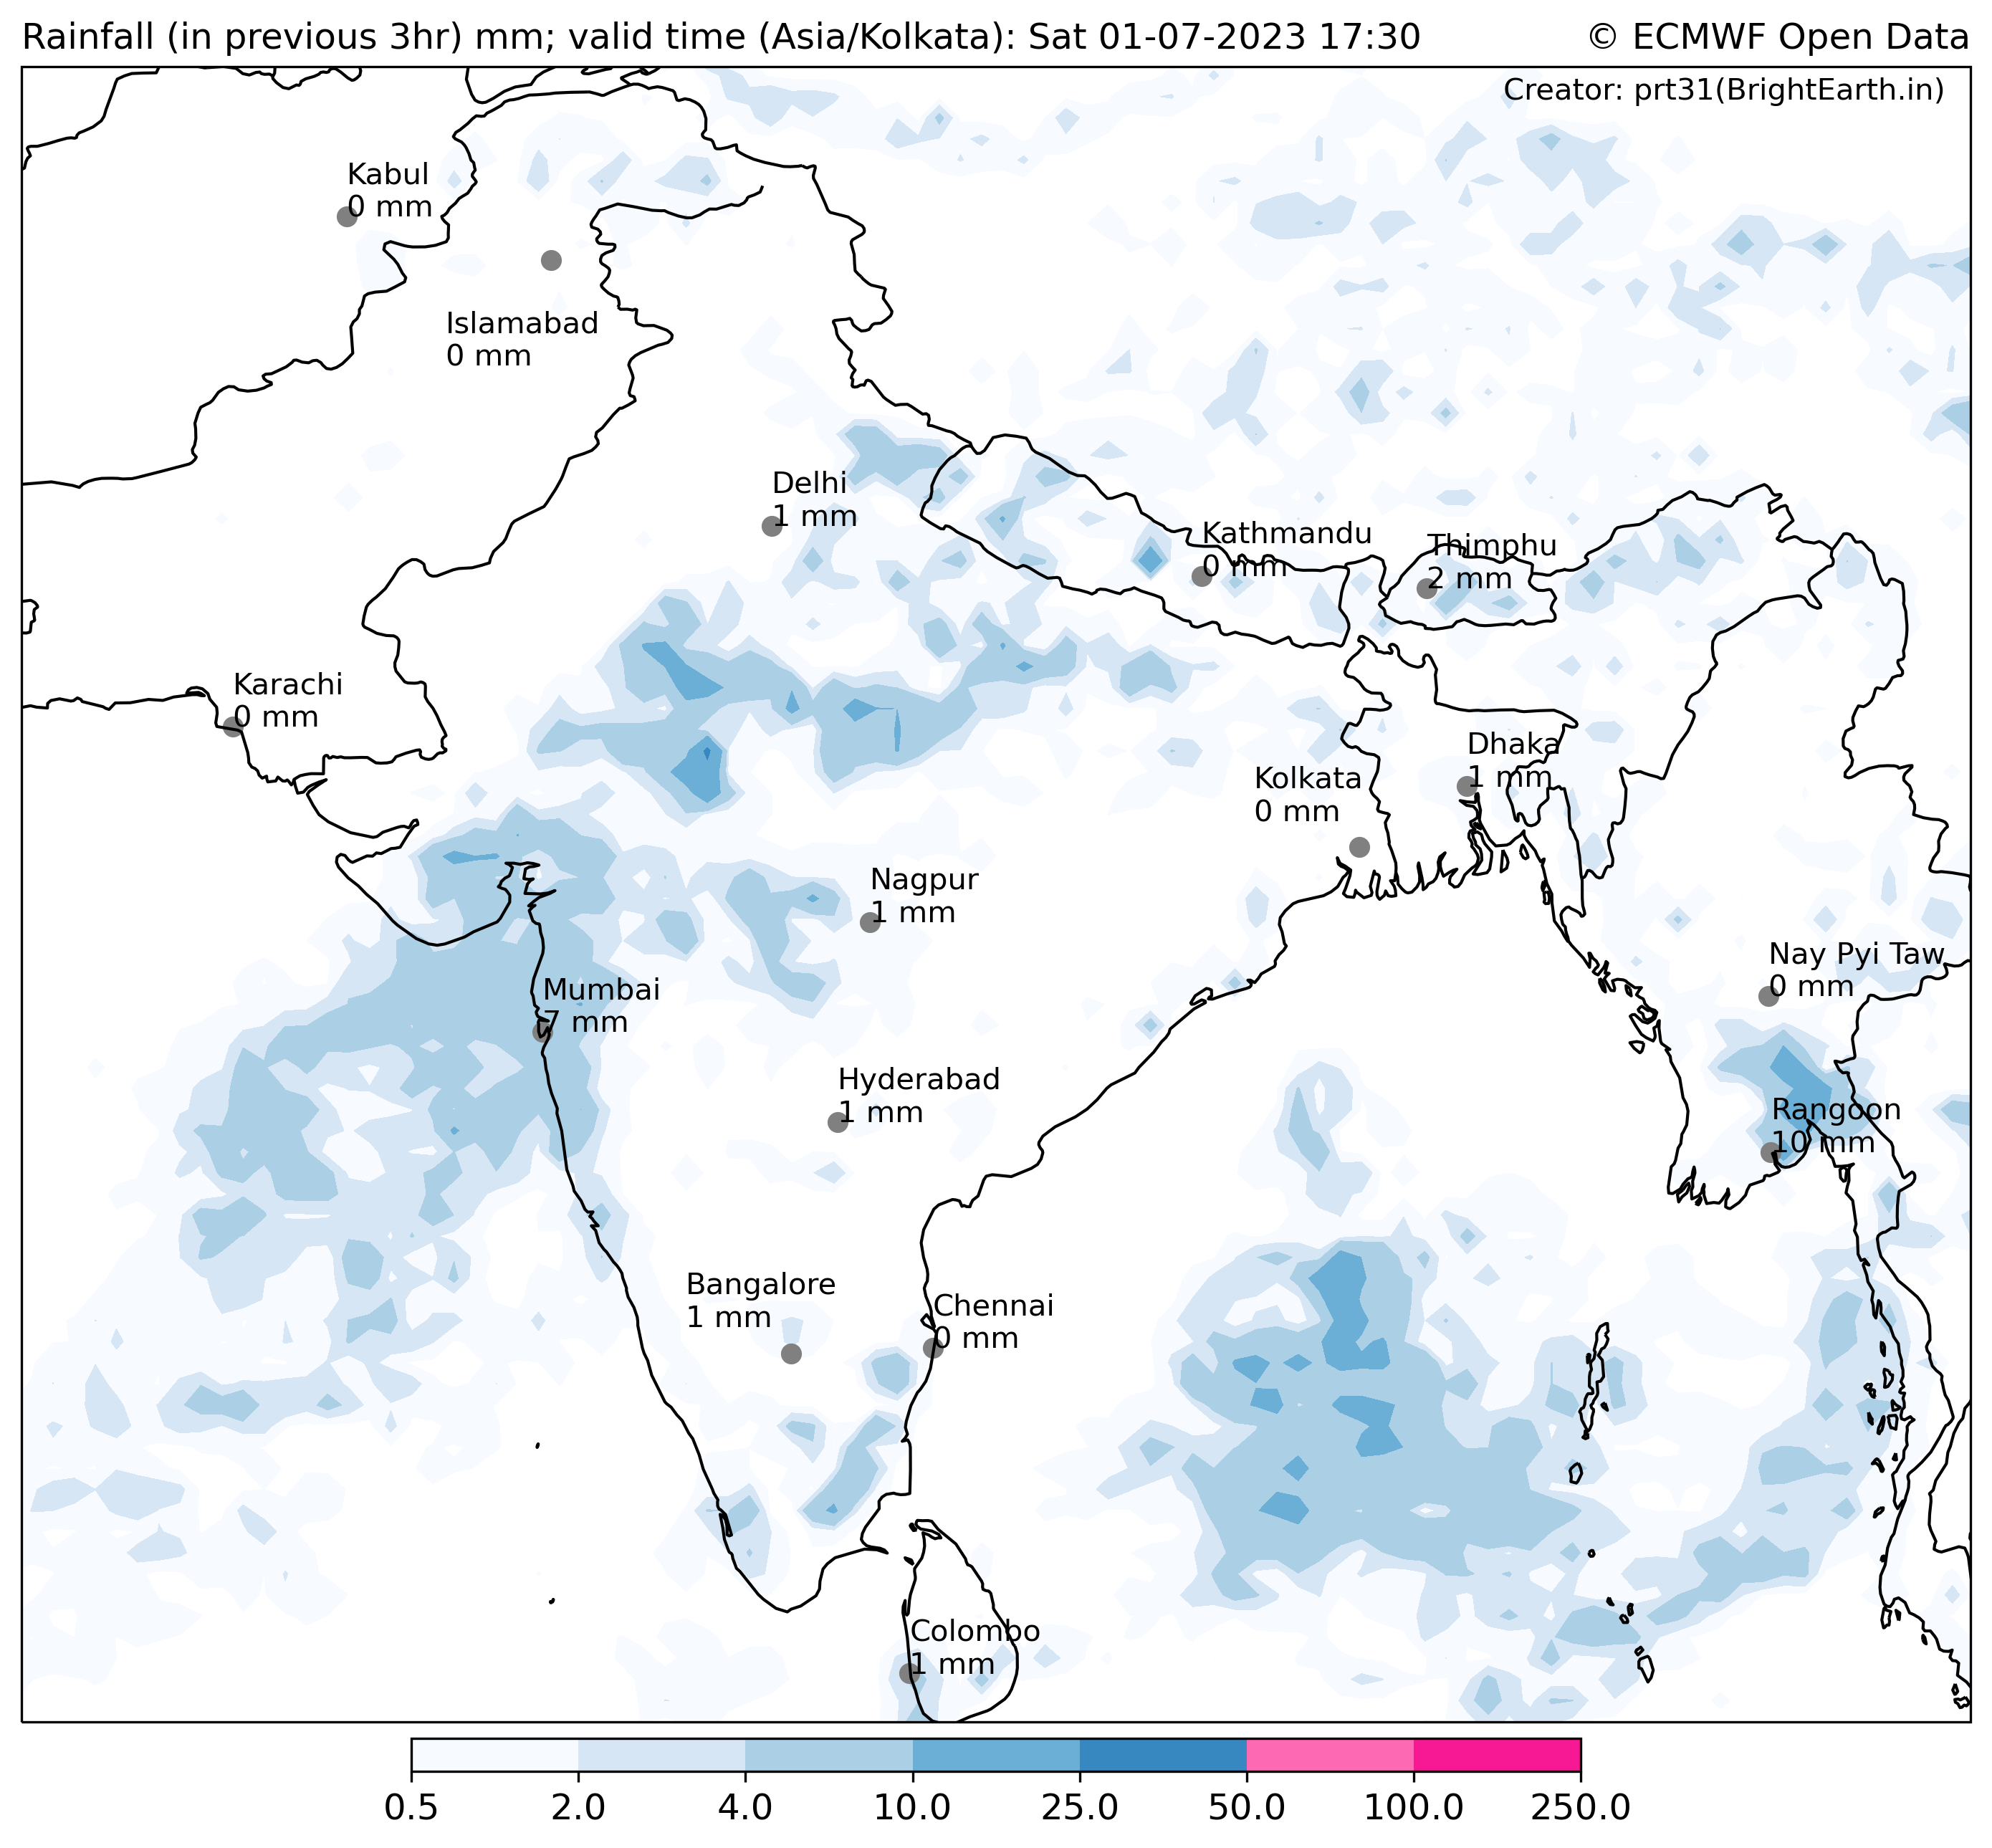 Rainfall (in previous 3hr) mm; valid time (Asia/Kolkata): Sat 01-07-2023 17:30
© ECMWF Open Data
Creator: prt31(BrightEarth.in)
Kabul
0 mm
Islamabad
0 mm
Delhi
1 mm
Kathmandu
0 mm
Thimphu
2 mm
Karachi
0 mm
Dhaka
1 mm
Kolkata
0 mm
Nagpur
1 mm
Nay Pyi Taw
0 mm
Mumbai
7 mm
Hyderabad
1 mm
Rangoon
10 mm
Bangalore
1 mm
Chennai
0 mm
Colombo
1 mm
0.5 2.0 4.0 10.0 25.0 50.0 100.0 250.0